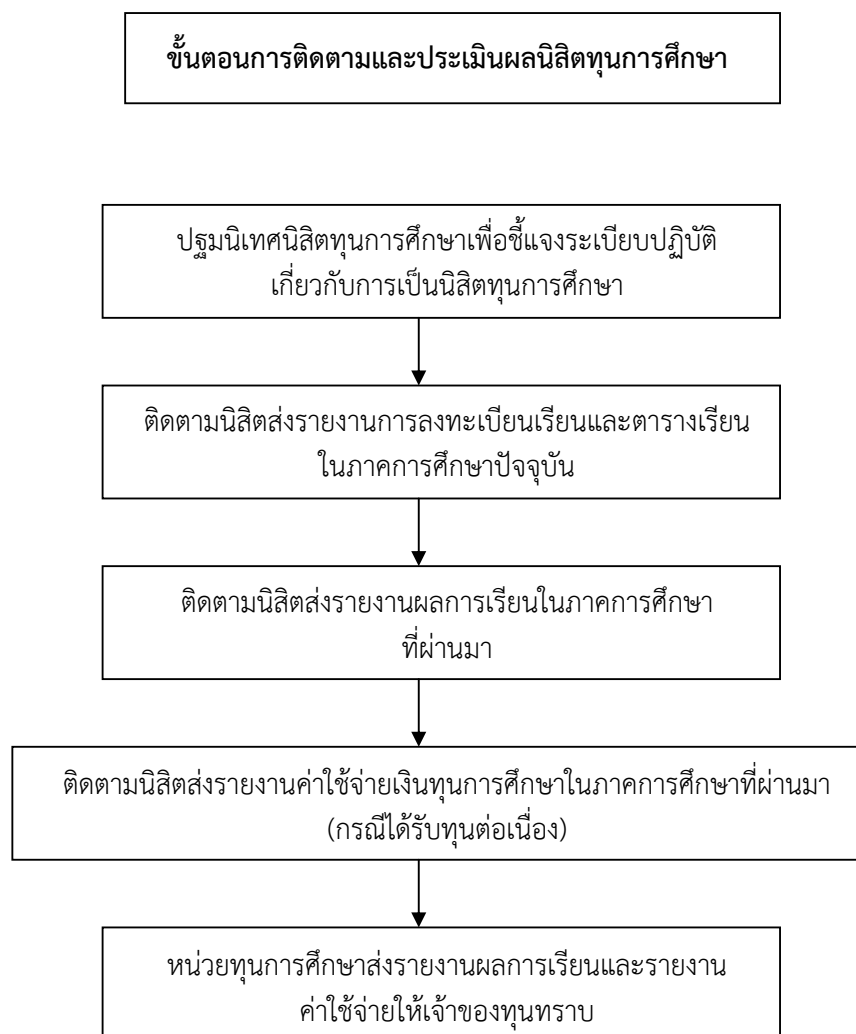 ขั้นตอนการติดตามและประเมินผลนิสิตทุนการศึกษา
ปฐมนิเทศนิสิตทุนการศึกษาเพื่อชี้แจงระเบียบปฏิบัติ
เกี่ยวกับการเป็นนิสิตทุนการศึกษา
ติดตามนิสิตส่งรายงานการลงทะเบียนเรียนและตารางเรียน
ในภาคการศึกษาปัจจุบัน
ติดตามนิสิตส่งรายงานผลการเรียนในภาคการศึกษา
ที่ผ่านมา
ติดตามนิสิตส่งรายงานค่าใช้จ่ายเงินทุนการศึกษาในภาคการศึกษาที่ผ่านมา
(กรณีได้รับทุนต่อเนื่อง)
หน่วยทุนการศึกษาส่งรายงานผลการเรียนและรายงาน
ค่าใช้จ่ายให้เจ้าของทุนทราบ